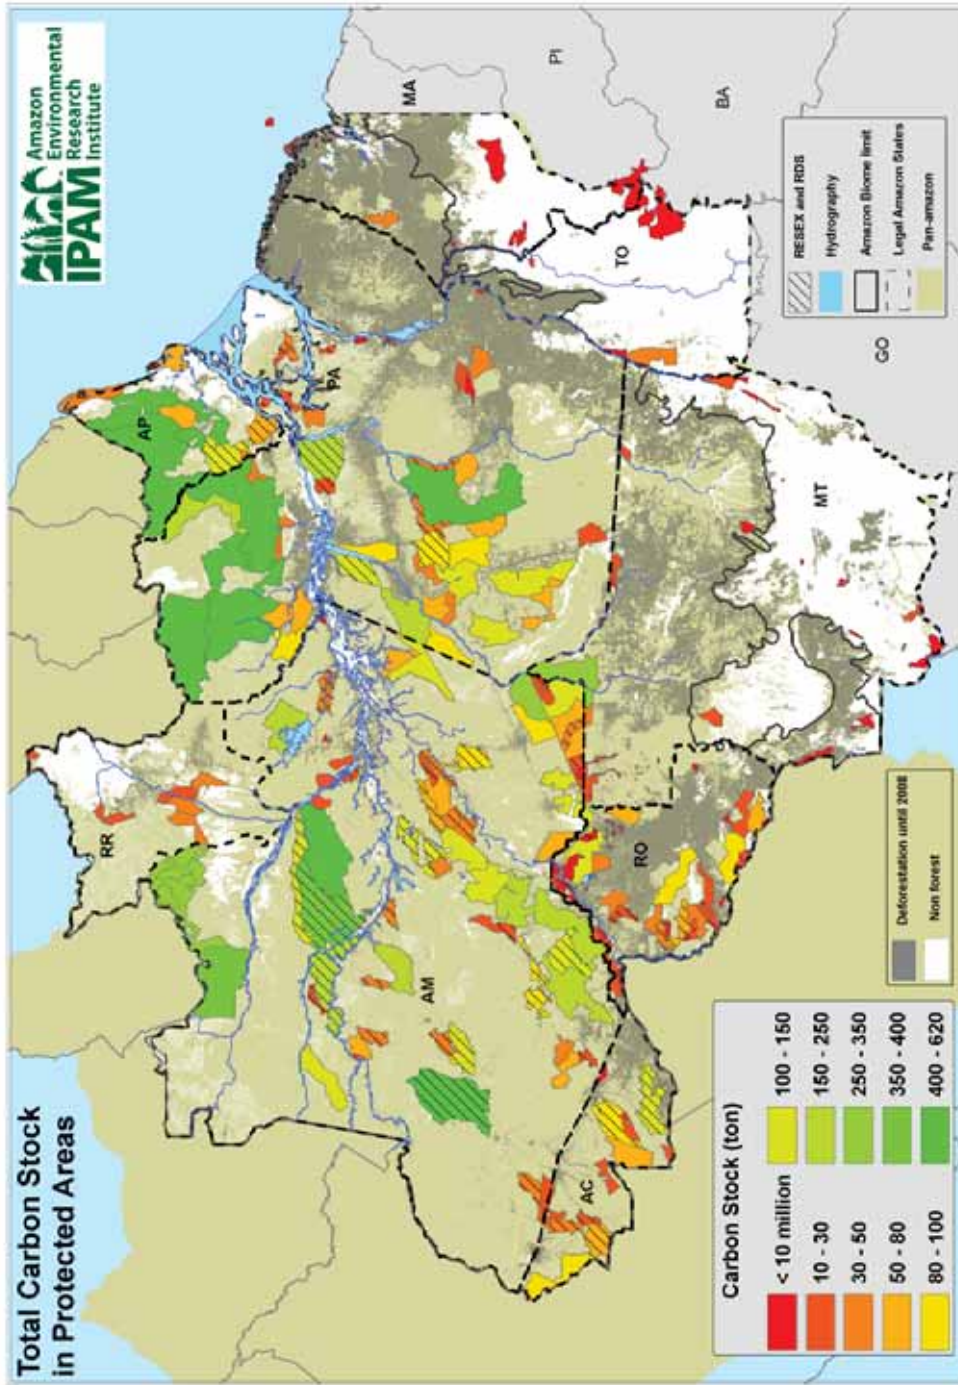 Total Carbon Stock
in Protected Areas
IPAM
Amazon
Environmental
Research
Institute
RR
AP
AM
PA
MA
PI
BA
TO
GO
MT
RO
AC
Carbon Stock (ton)
< 10 million
10 - 30
30 - 50
50 - 80
80 - 100
100 - 150
150 - 250
250 - 350
350 - 400
400 - 620
Deforestation until 2008
Non forest
RESEX and RDS
Hydrography
Amazon Biome limit
Legal Amazon States
Pan-amazon